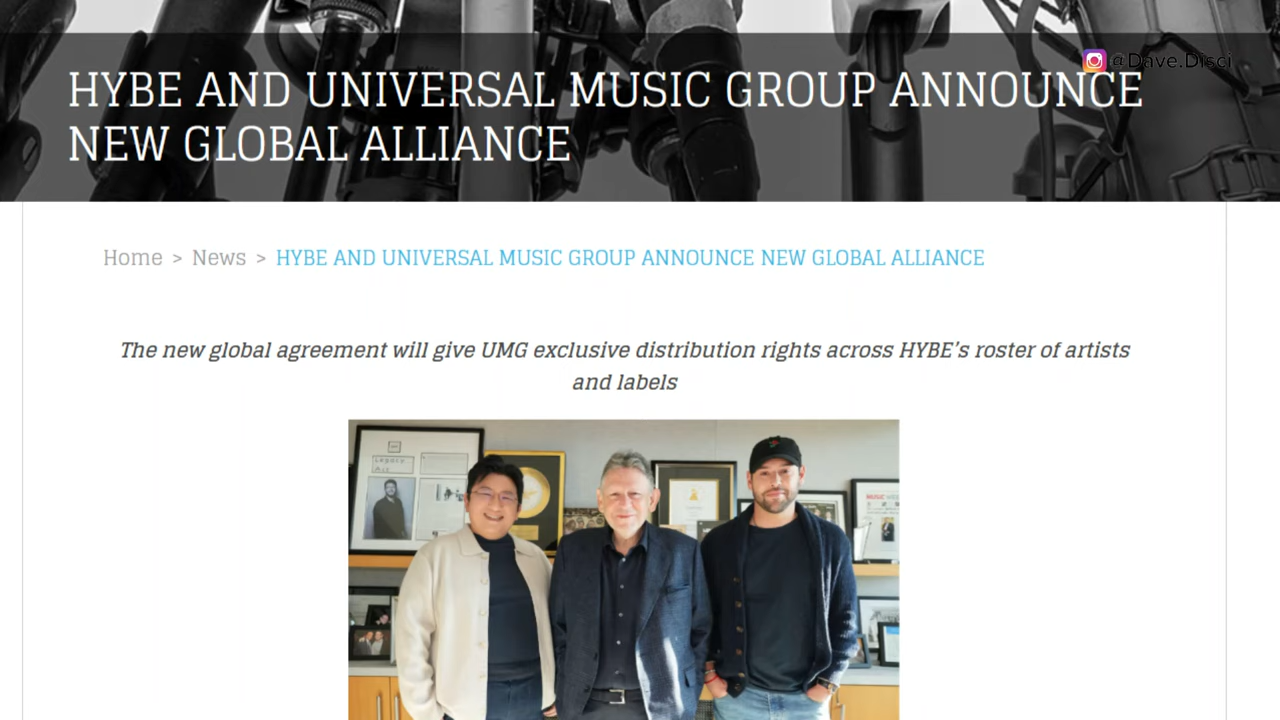 @Dave.Disci
HYBE AND UNIVERSAL MUSIC GROUP ANNOUNCE
NEW GLOBAL ALLIANCE
Home > News > HYBE AND UNIVERSAL MUSIC GROUP ANNOUNCE NEW GLOBAL ALLIANCE
The new global agreement will give UMG exclusive distribution rights across HYBE’s roster of artists
and labels